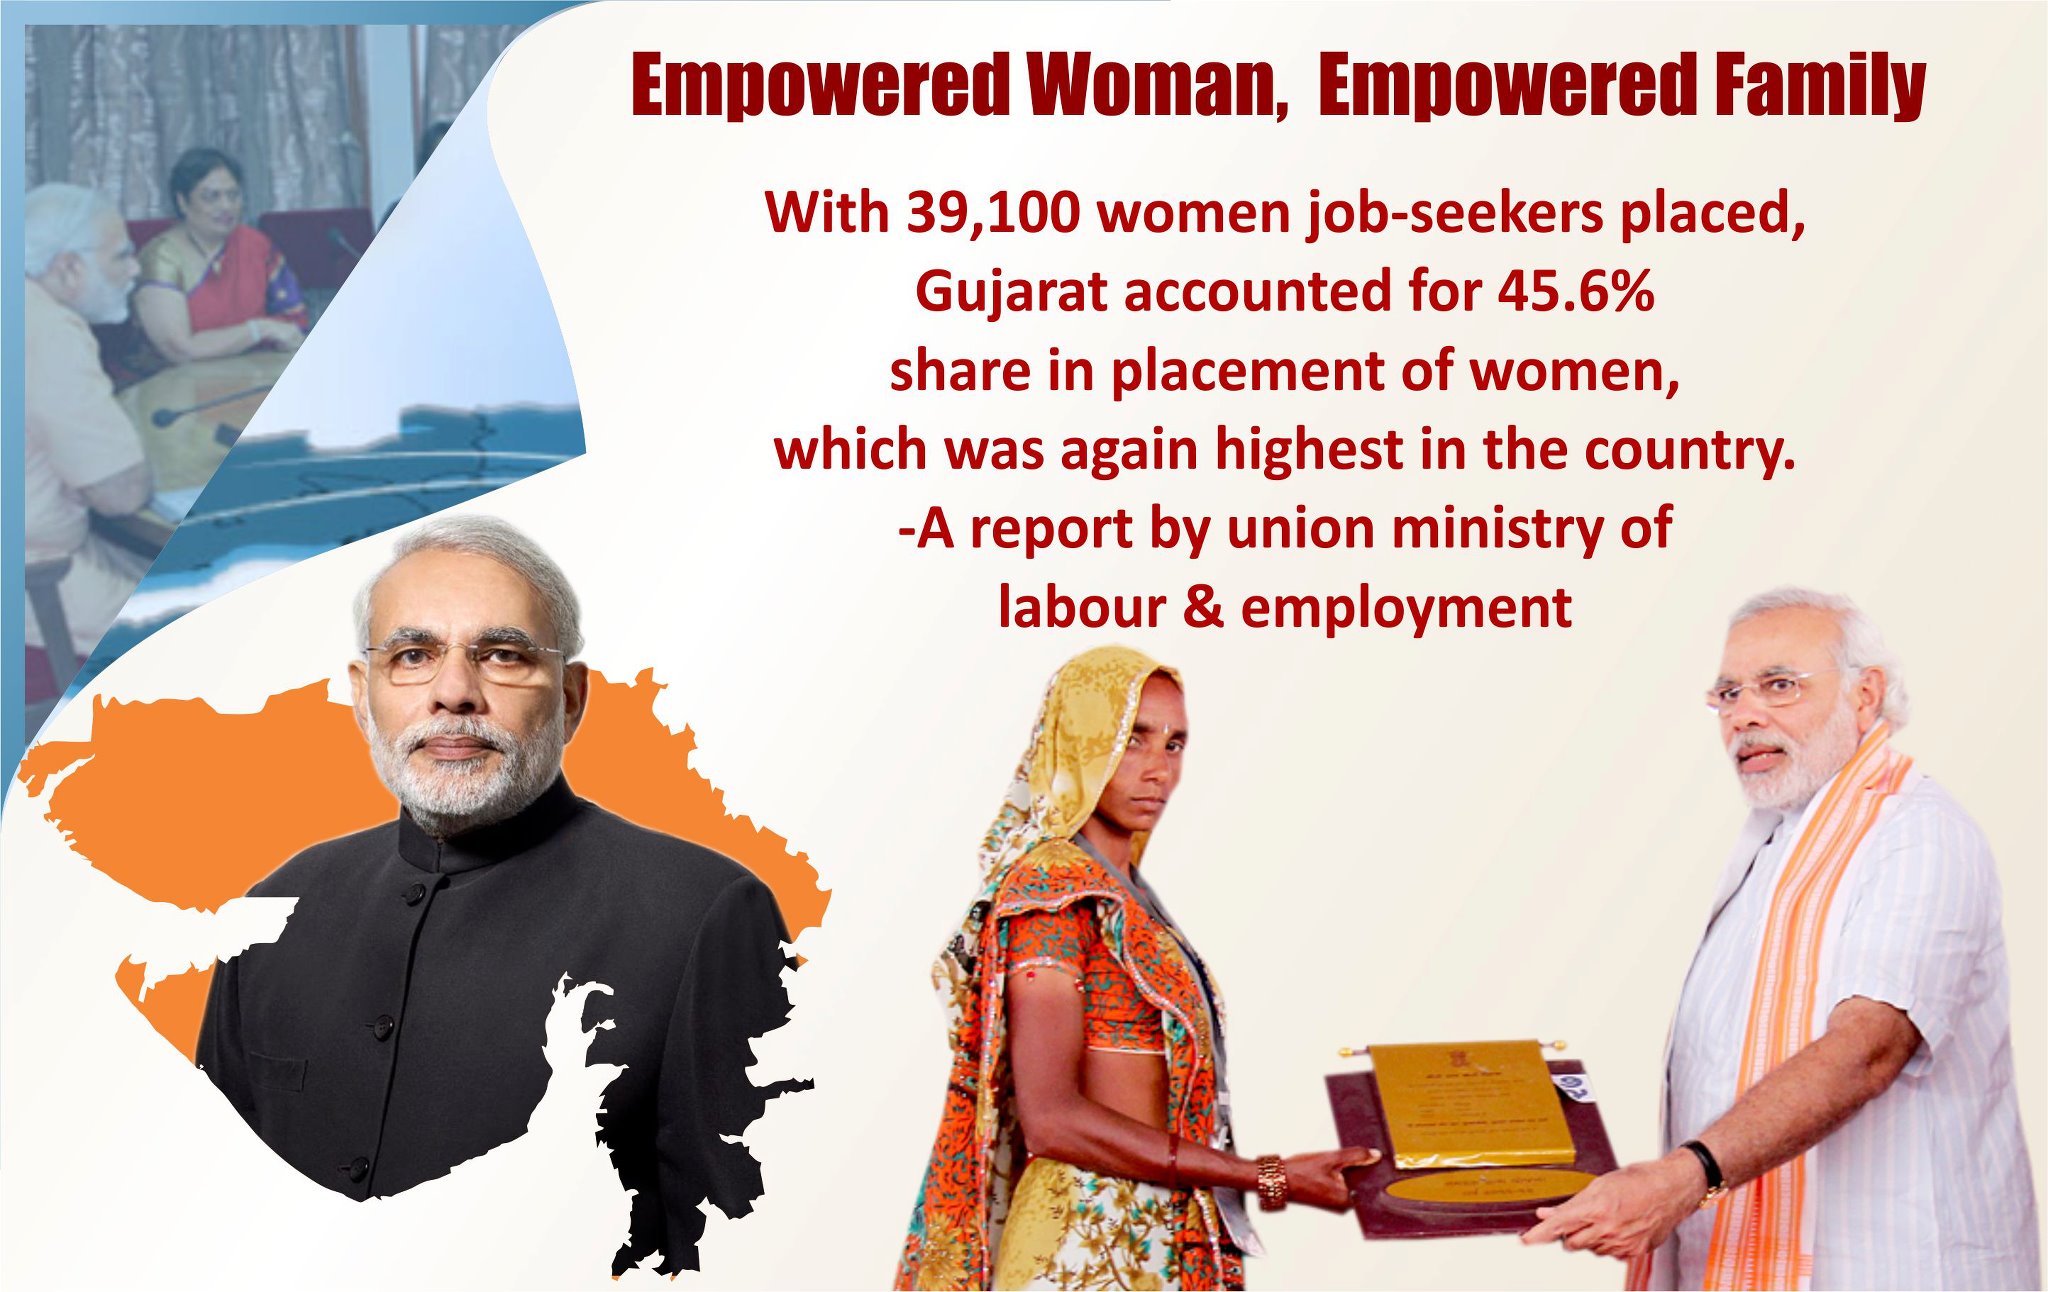 Empowered Woman, Empowered Family
With 39,100 women job-seekers placed,
Gujarat accounted for 45.6%
share in placement of women,
which was again highest in the country.
-A report by union ministry of
labour & employment